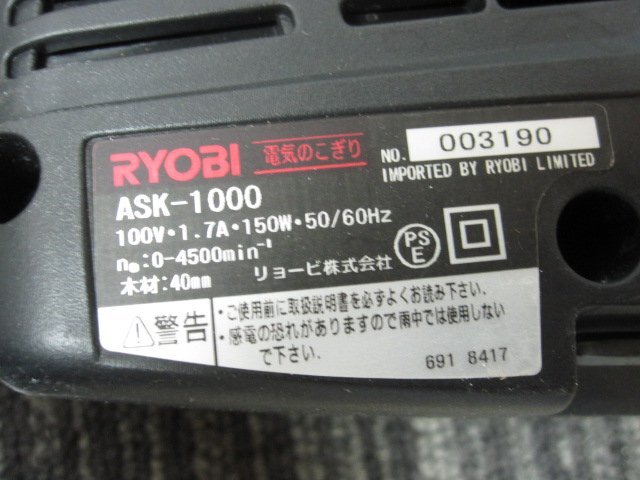 RYOBI 電気のこぎり NO. 003190
IMPORTED BY RYOBI LIMITED
ASK-1000
100V・1.7A・150W・50/60Hz
n₀:0-4500min⁻¹ リョービ株式会社 PSE
木材:40mm
警告
・ご使用前に取扱説明書を必ずよくお読み下さい.
・感電の恐れがありますので雨中では使用しない
で下さい.
691 8417